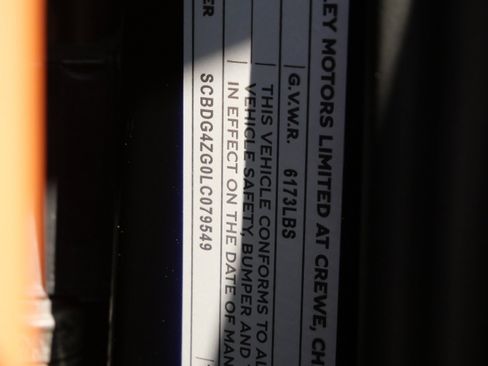 LEY MOTORS LIMITED AT CREWE, CH
G.V.W.R. 6173LBS
THIS VEHICLE CONFORMS TO AL
VEHICLE SAFETY, BUMPER AND
IN EFFECT ON THE DATE OF MAN
ER SCBDG4ZG0LC079549